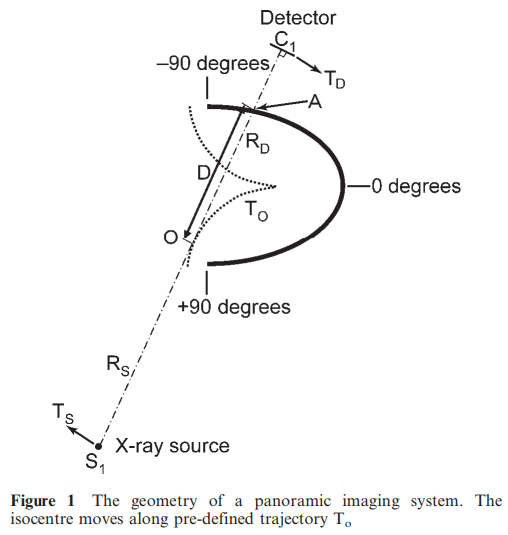 Detector
C1
–90 degrees
TD
A
RD
D
0 degrees
TO
O
+90 degrees
RS
TS
X-ray source
S1
Figure 1 The geometry of a panoramic imaging system. The
isocentre moves along pre-defined trajectory To